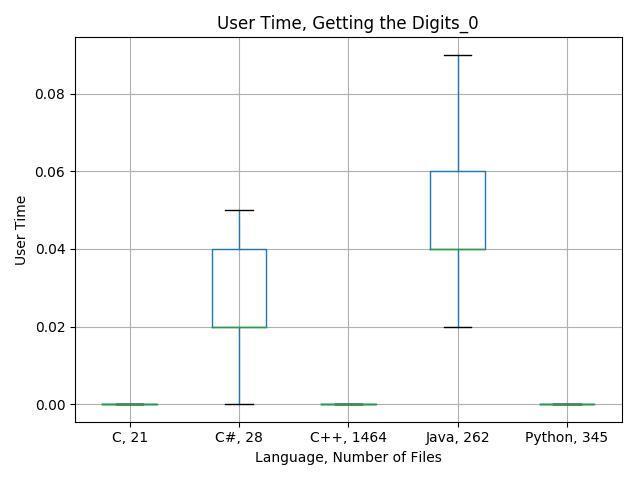 User Time, Getting the Digits_0
0.08
0.06
0.04
0.02
0.00
User Time
C, 21
C#, 28
C++, 1464
Java, 262
Python, 345
Language, Number of Files